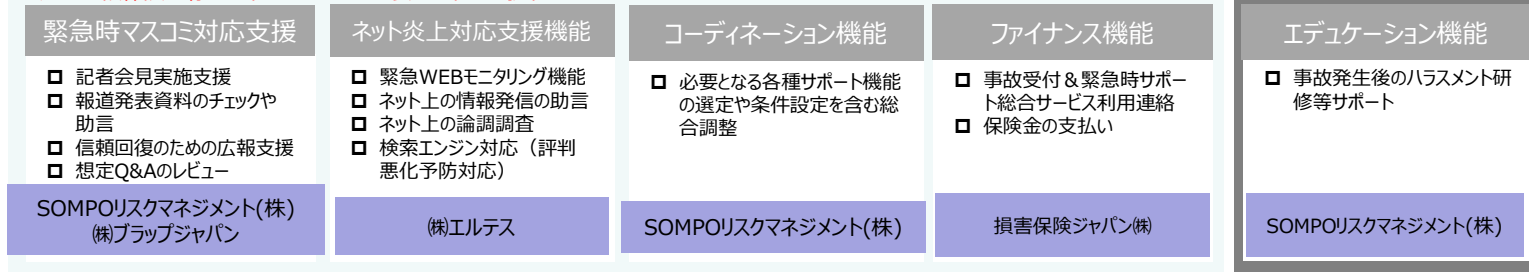 緊急時マスコミ対応支援
記者会見実施支援
報道発表資料のチェックや
助言
信頼回復のための広報支援
想定Q&Aのレビュー
SOMPOリスクマネジメント(株)
㈱プラップジャパン
ネット炎上対応支援機能
緊急WEBモニタリング機能
ネット上の情報発信の助言
ネット上の論調調査
検索エンジン対応（評判
悪化予防対応）
㈱エルテス
コーディネーション機能
必要となる各種サポート機能
の選定や条件設定を含む総
合調整
SOMPOリスクマネジメント(株)
ファイナンス機能
事故受付＆緊急時サポー
ト総合サービス利用連絡
保険金の支払い
損害保険ジャパン㈱
エデュケーション機能
事故発生後のハラスメント研
修等サポート
SOMPOリスクマネジメント(株)